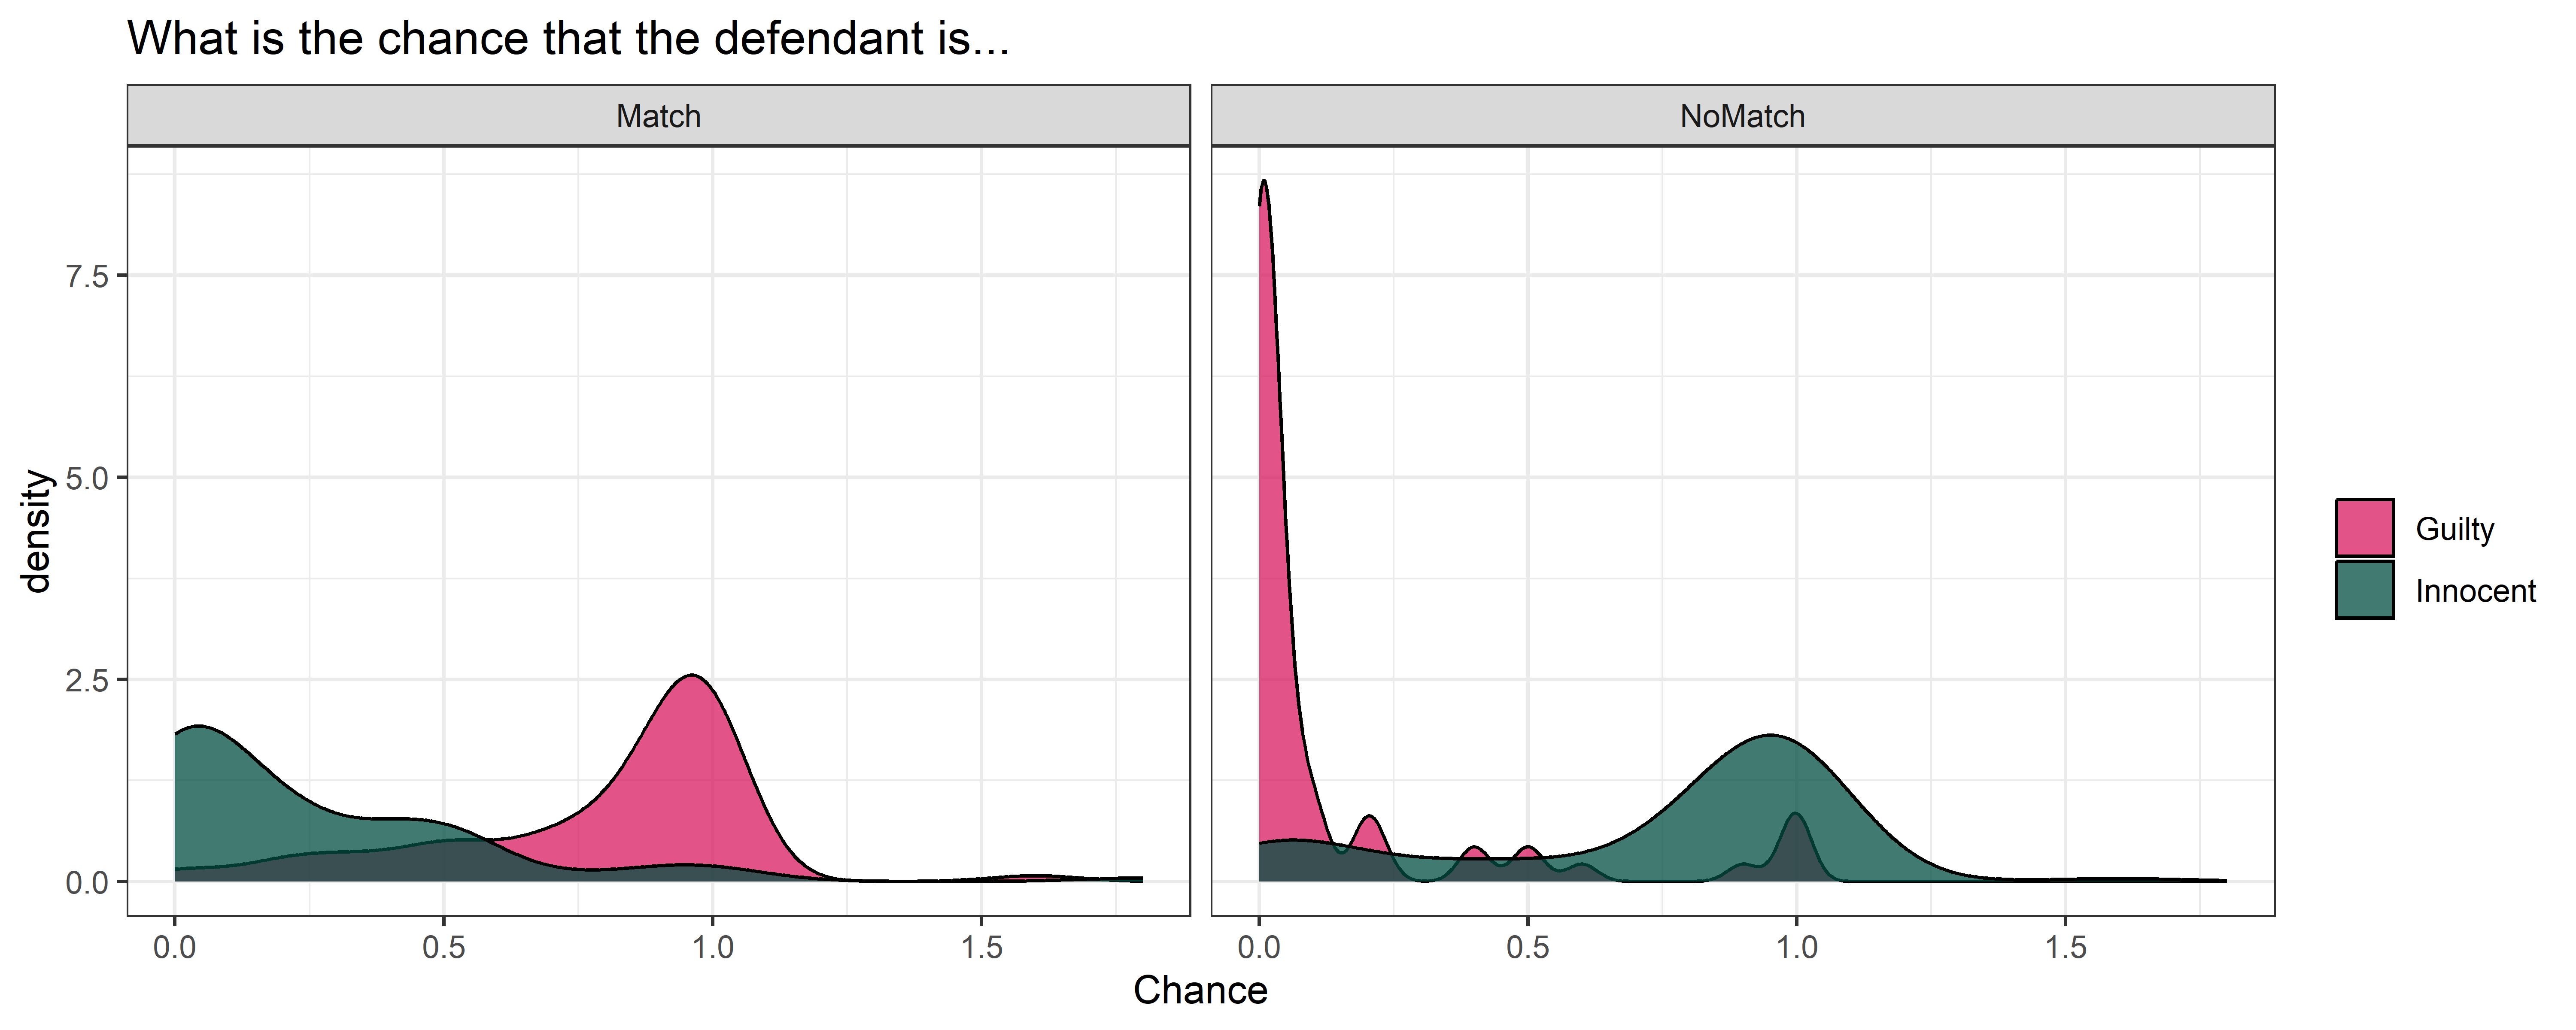 What is the chance that the defendant is...
Match
NoMatch
density
7.5
5.0
2.5
0.0
0.0 0.5 1.0 1.5
0.0 0.5 1.0 1.5
Chance
Guilty
Innocent